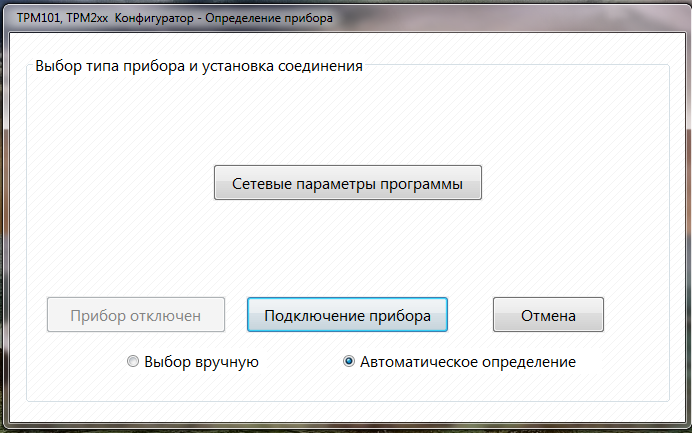 ТРМ101, ТРМ2xx Конфигуратор - Определение прибора
Выбор типа прибора и установка соединения
Сетевые параметры программы
Прибор отключен
Подключение прибора
Отмена
Выбор вручную
Автоматическое определение